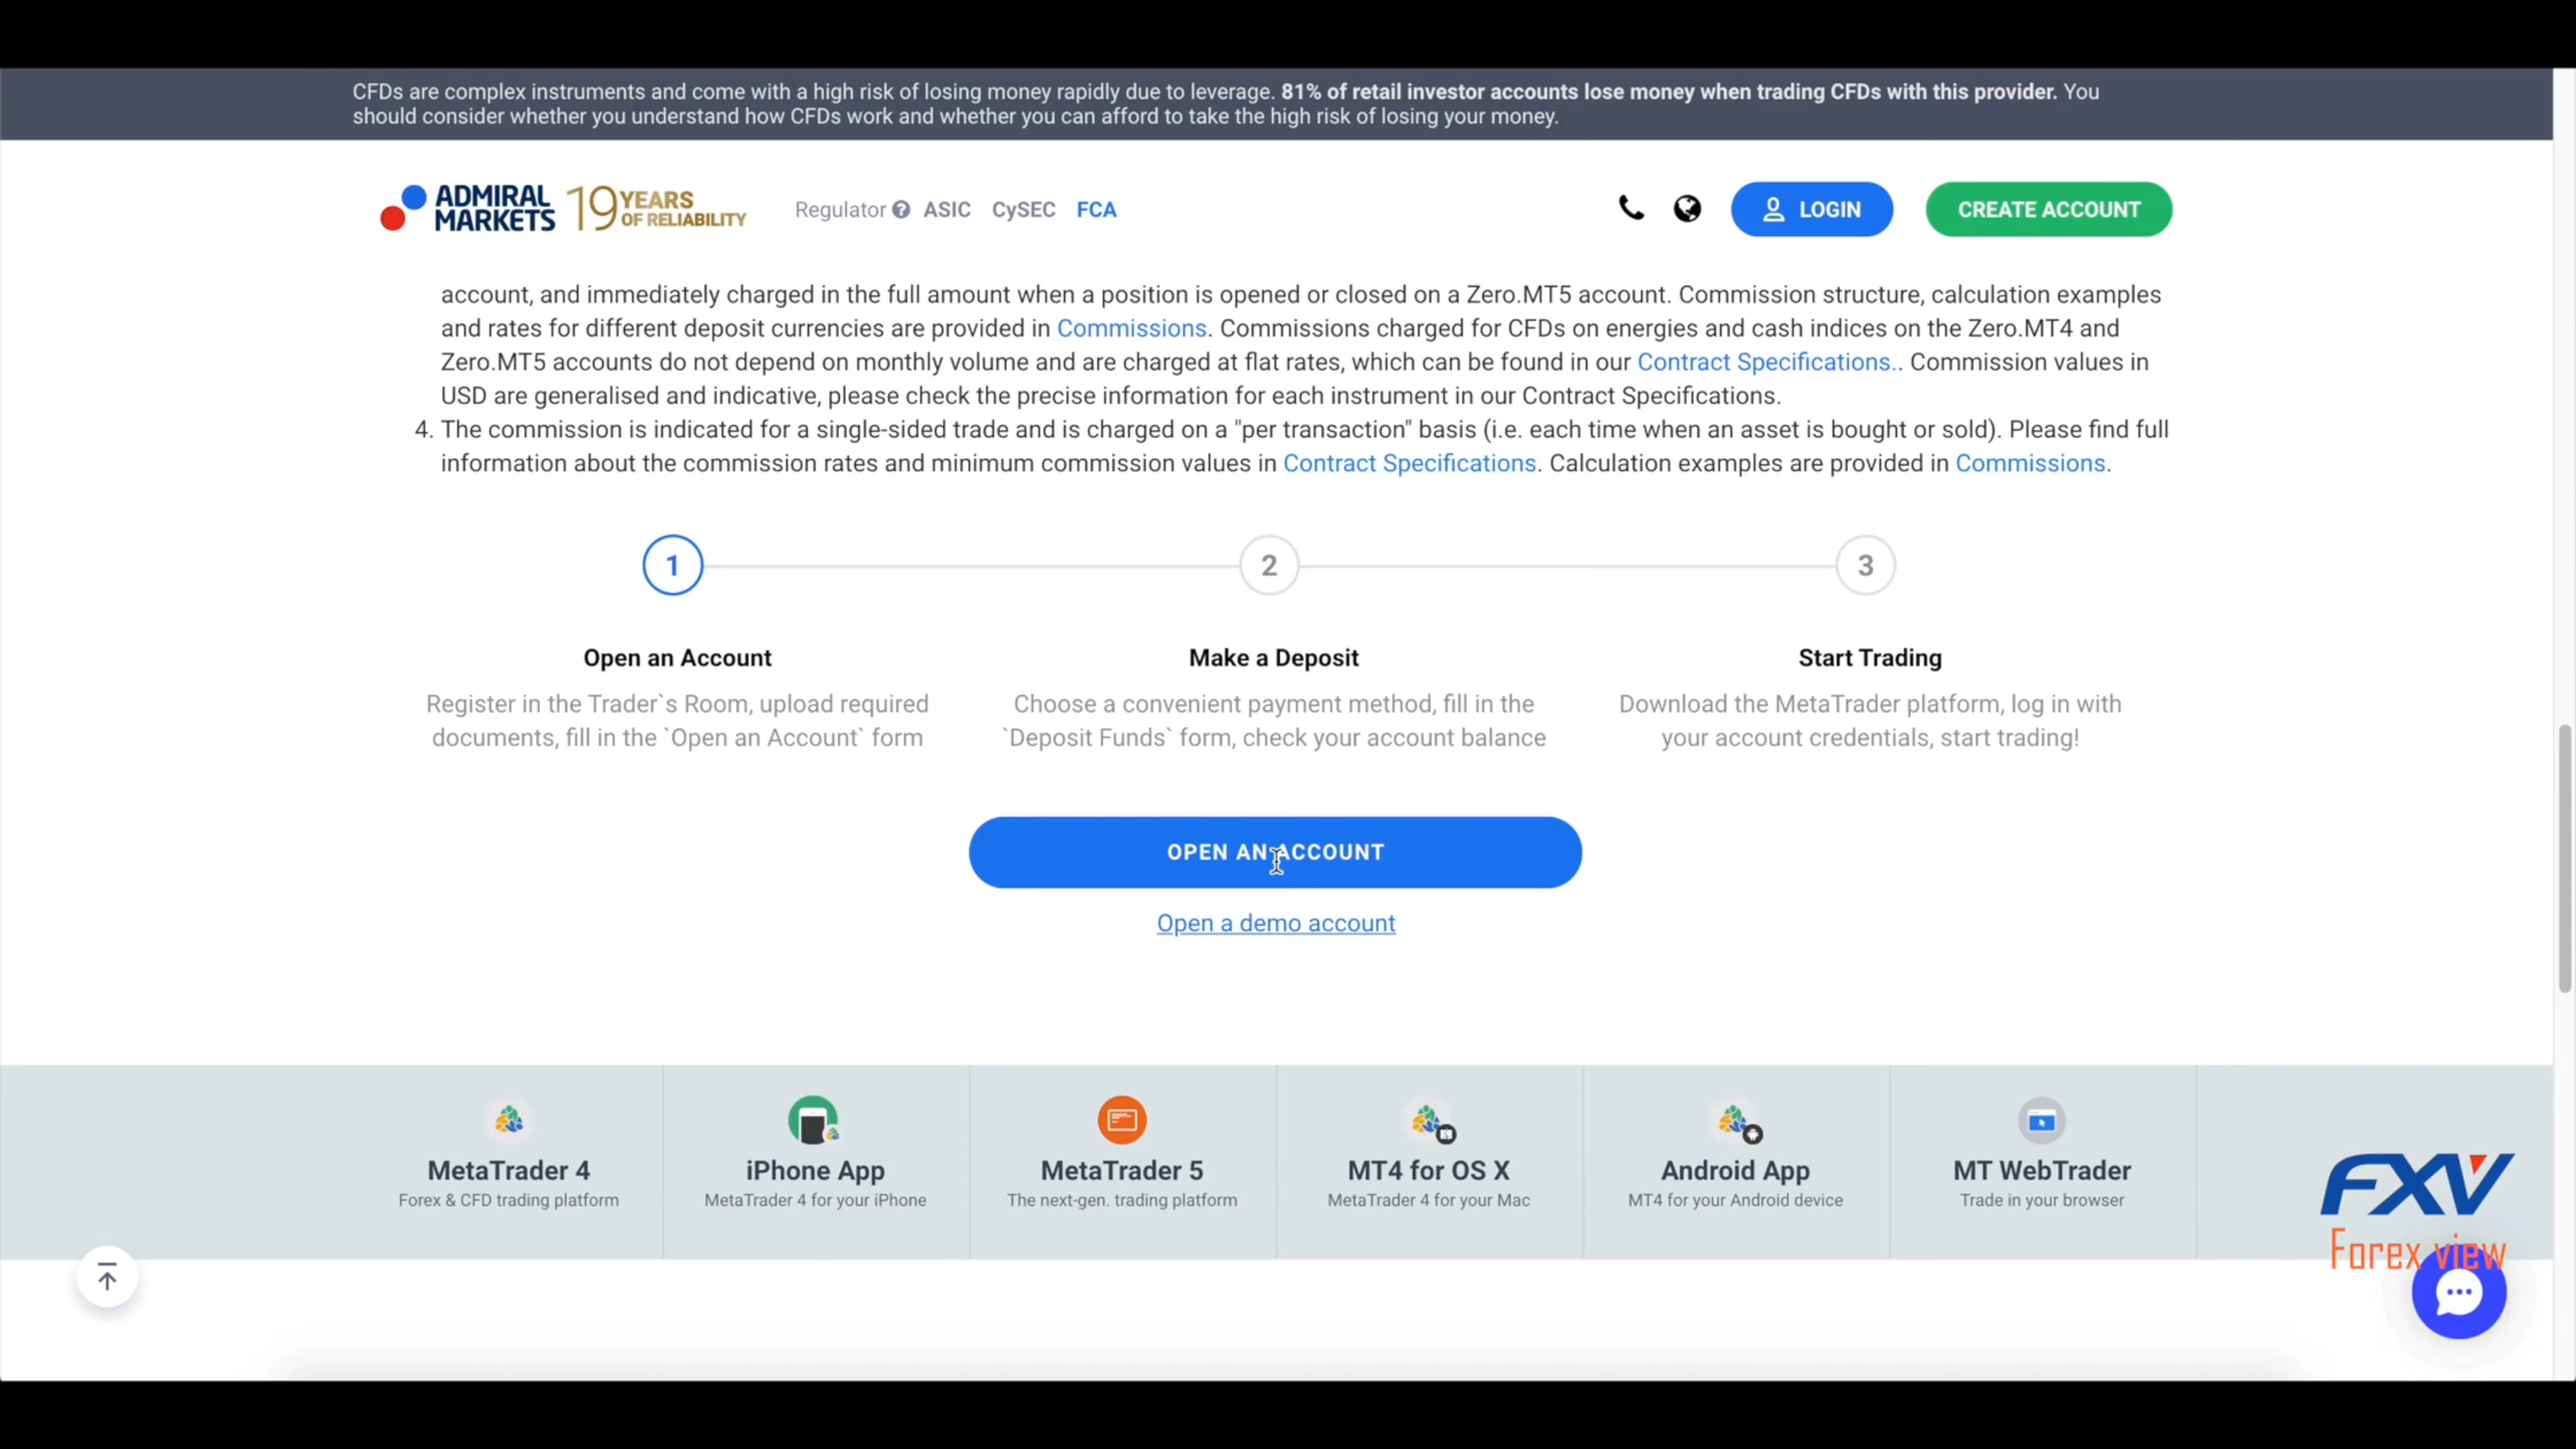 CFDs are complex instruments and come with a high risk of losing money rapidly due to leverage. 81% of retail investor accounts lose money when trading CFDs with this provider. You
should consider whether you understand how CFDs work and whether you can afford to take the high risk of losing your money.
ADMIRAL MARKETS 19 YEARS OF RELIABILITY Regulator ? ASIC CySEC FCA LOGIN CREATE ACCOUNT
account, and immediately charged in the full amount when a position is opened or closed on a Zero.MT5 account. Commission structure, calculation examples
and rates for different deposit currencies are provided in Commissions. Commissions charged for CFDs on energies and cash indices on the Zero.MT4 and
Zero.MT5 accounts do not depend on monthly volume and are charged at flat rates, which can be found in our Contract Specifications.. Commission values in
USD are generalised and indicative, please check the precise information for each instrument in our Contract Specifications.
4. The commission is indicated for a single-sided trade and is charged on a "per transaction" basis (i.e. each time when an asset is bought or sold). Please find full
information about the commission rates and minimum commission values in Contract Specifications. Calculation examples are provided in Commissions.
1
Open an Account
Register in the Trader`s Room, upload required
documents, fill in the `Open an Account` form
2
Make a Deposit
Choose a convenient payment method, fill in the
`Deposit Funds` form, check your account balance
3
Start Trading
Download the MetaTrader platform, log in with
your account credentials, start trading!
OPEN AN ACCOUNT
Open a demo account
MetaTrader 4
Forex & CFD trading platform
iPhone App
MetaTrader 4 for your iPhone
MetaTrader 5
The next-gen. trading platform
MT4 for OS X
MetaTrader 4 for your Mac
Android App
MT4 for your Android device
MT WebTrader
Trade in your browser
FXV
Forex view